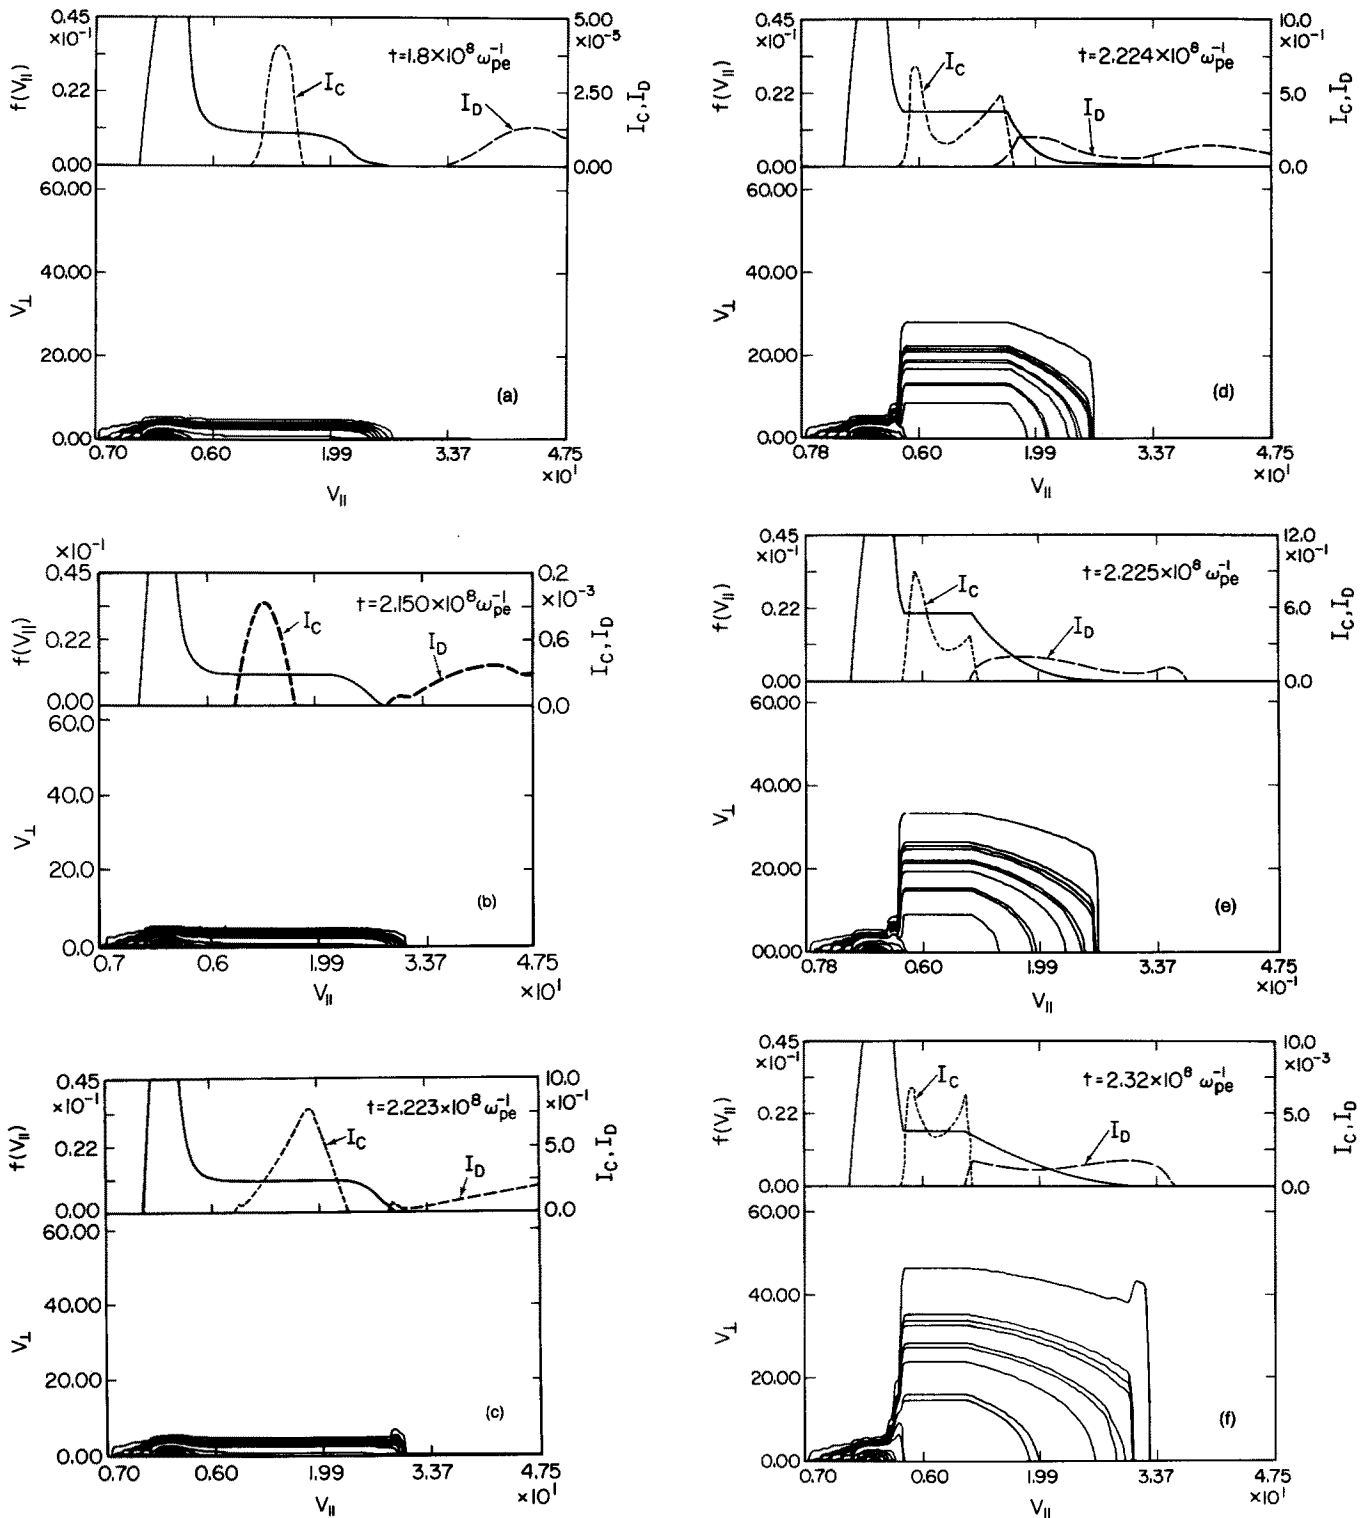 0.45
×10⁻¹
f(V||)
0.22
0.00
5.00
×10⁻⁵
2.50
0.00
I_C, I_D
t=1.8×10⁸ω_pe⁻¹
I_C
I_D
60.00
40.00
V⊥
20.00
0.00
(a)
0.70 0.60 1.99 3.37 4.75
×10¹
V||
×10⁻¹
0.45
f(V||)
0.22
0.00
0.2
×10⁻³
0.6
0.0
I_C, I_D
t=2.150×10⁸ω_pe⁻¹
I_C
I_D
60.0
40.0
V⊥
20.0
0.0
(b)
0.7 0.6 1.99 3.37 4.75
×10¹
V||
0.45
×10⁻¹
f(V||)
0.22
0.00
10.0
×10⁻¹
5.0
0.0
I_C, I_D
t=2.223×10⁸ω_pe⁻¹
I_C
I_D
60.00
40.00
V⊥
20.00
0.00
(c)
0.70 0.60 1.99 3.37 4.75
×10¹
V||
0.45
×10⁻¹
f(V||)
0.22
0.00
10.0
×10⁻¹
5.0
0.0
I_C, I_D
t=2.224×10⁸ω_pe⁻¹
I_C
I_D
60.00
40.00
V⊥
20.00
0.00
(d)
0.78 0.60 1.99 3.37 4.75
×10¹
V||
0.45
×10⁻¹
f(V||)
0.22
0.00
12.0
×10⁻¹
6.0
0.0
I_C, I_D
t=2.225×10⁸ω_pe⁻¹
I_C
I_D
60.00
40.00
V⊥
20.00
00.00
(e)
0.78 0.60 1.99 3.37 4.75
×10⁻¹
V||
0.45
×10⁻¹
f(V||)
0.22
0.00
10.0
×10⁻³
5.0
0.0
I_C, I_D
t=2.32×10⁸ω_pe⁻¹
I_C
I_D
60.00
40.00
V⊥
20.00
0.00
(f)
0.70 0.60 1.99 3.37 4.75
×10¹
V||